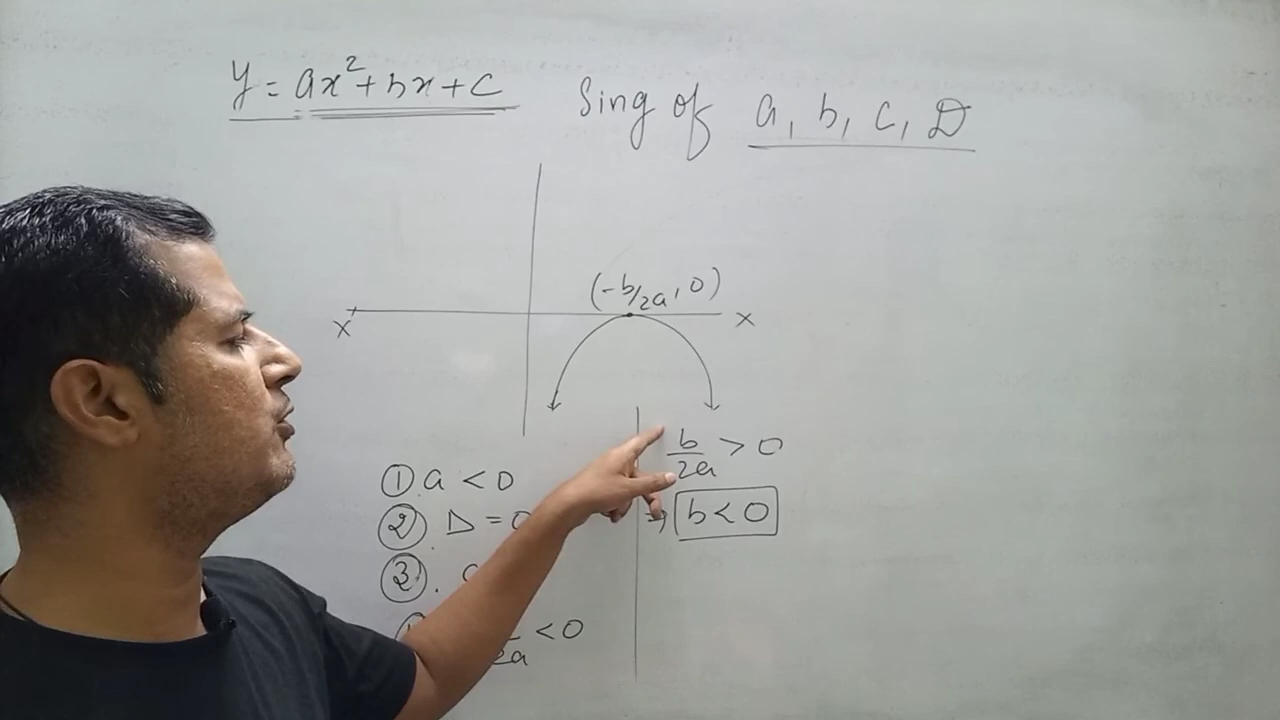 y = ax²+bx+c
Sing of a, b, c, D
(-b/2a, 0)
X
X
① a < 0
② D = 0
③.
2a < 0
b/2a > 0
⇒ b < 0